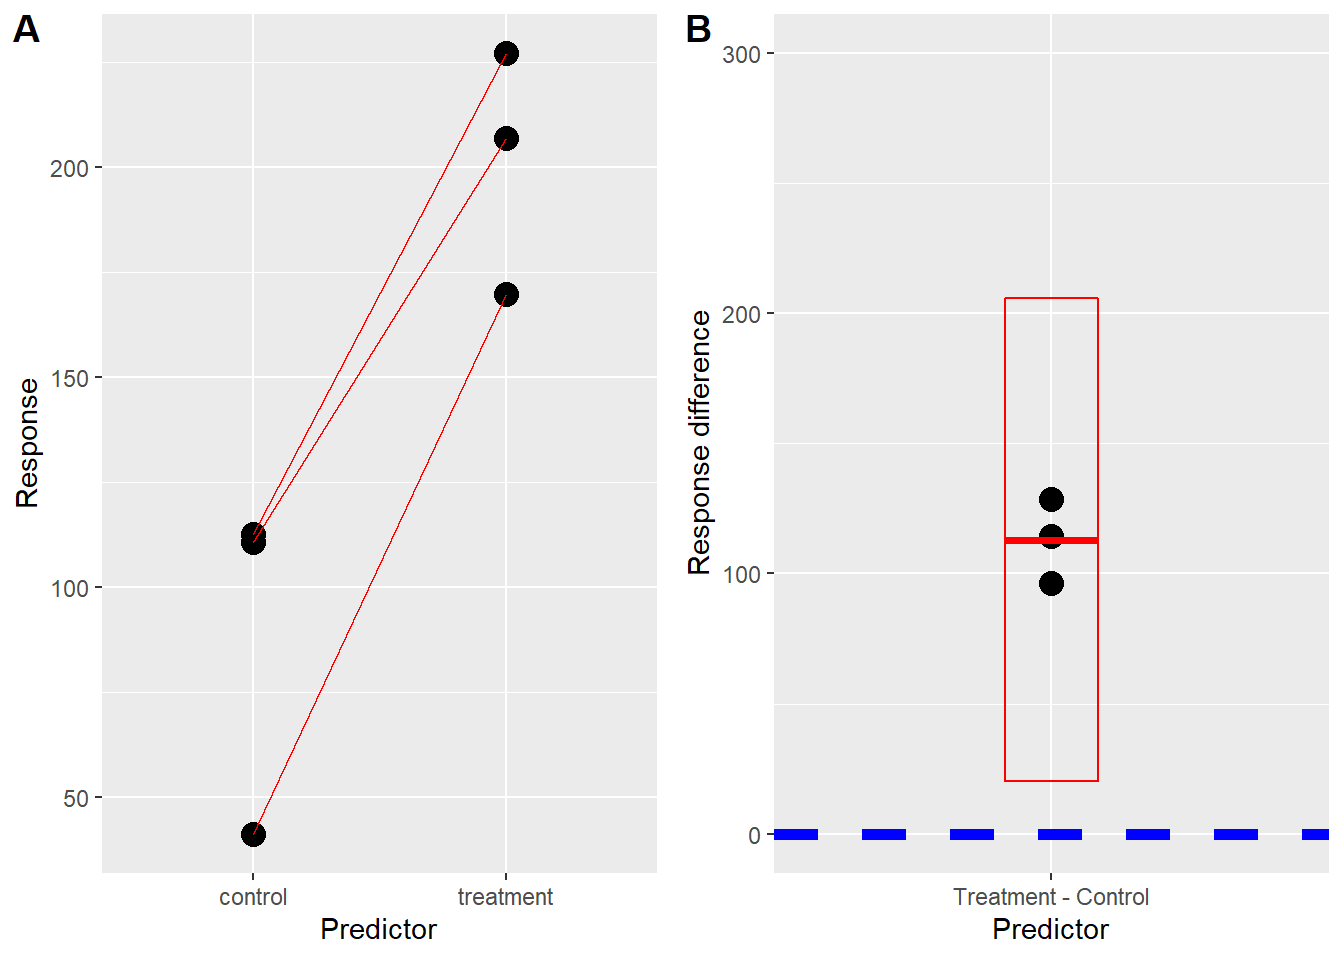 A
Response
200
150
100
50
control
treatment
Predictor
B
Response difference
300
200
100
0
Treatment - Control
Predictor